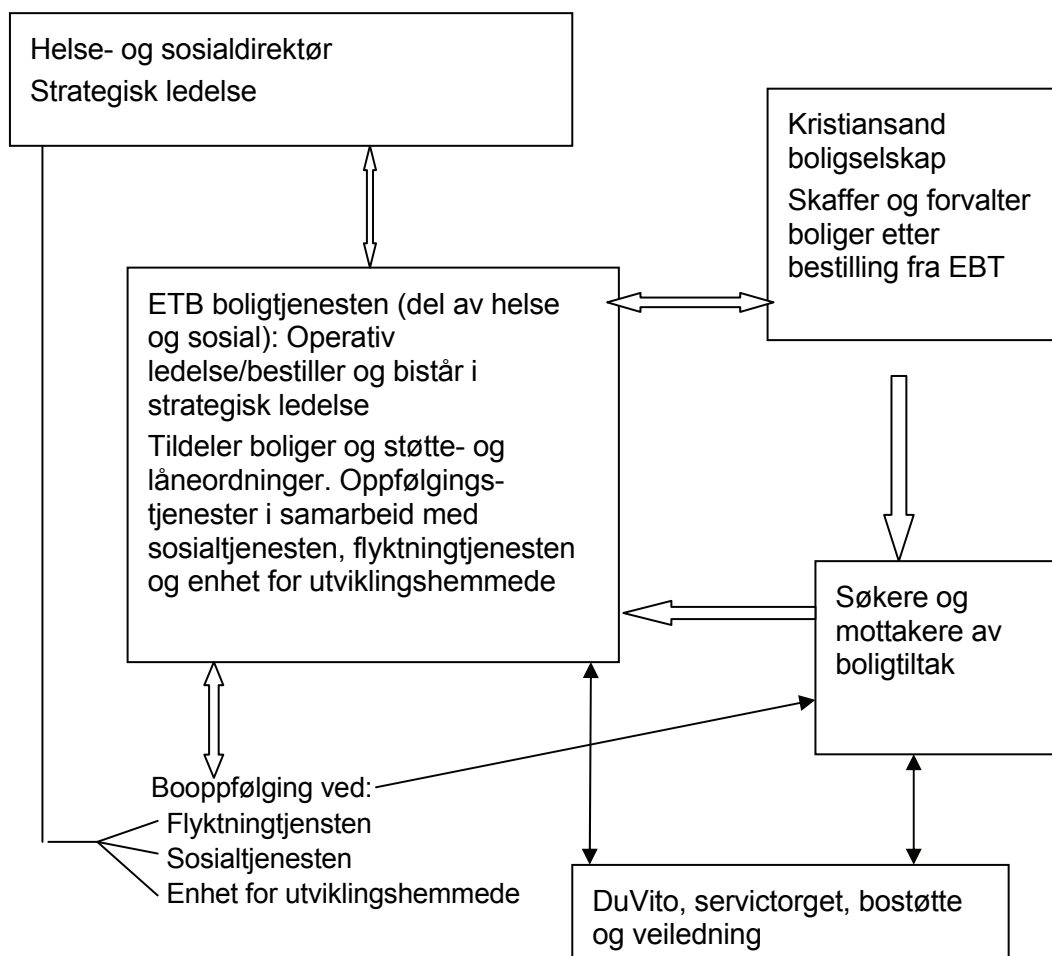 Helse- og sosialdirektør
Strategisk ledelse
Kristiansand
boligselskap
Skaffer og forvalter
boliger etter
bestilling fra EBT
ETB boligtjenesten (del av helse
og sosial): Operativ
ledelse/bestiller og bistår i
strategisk ledelse
Tildeler boliger og støtte- og
låneordninger. Oppfølgings-
tjenester i samarbeid med
sosialtjenesten, flyktningtjenesten
og enhet for utviklingshemmede
Søkere og
mottakere av
boligtiltak
Booppfølging ved:
Flyktningtjensten
Sosialtjenesten
Enhet for utviklingshemmede
DuVito, servictorget, bostøtte
og veiledning